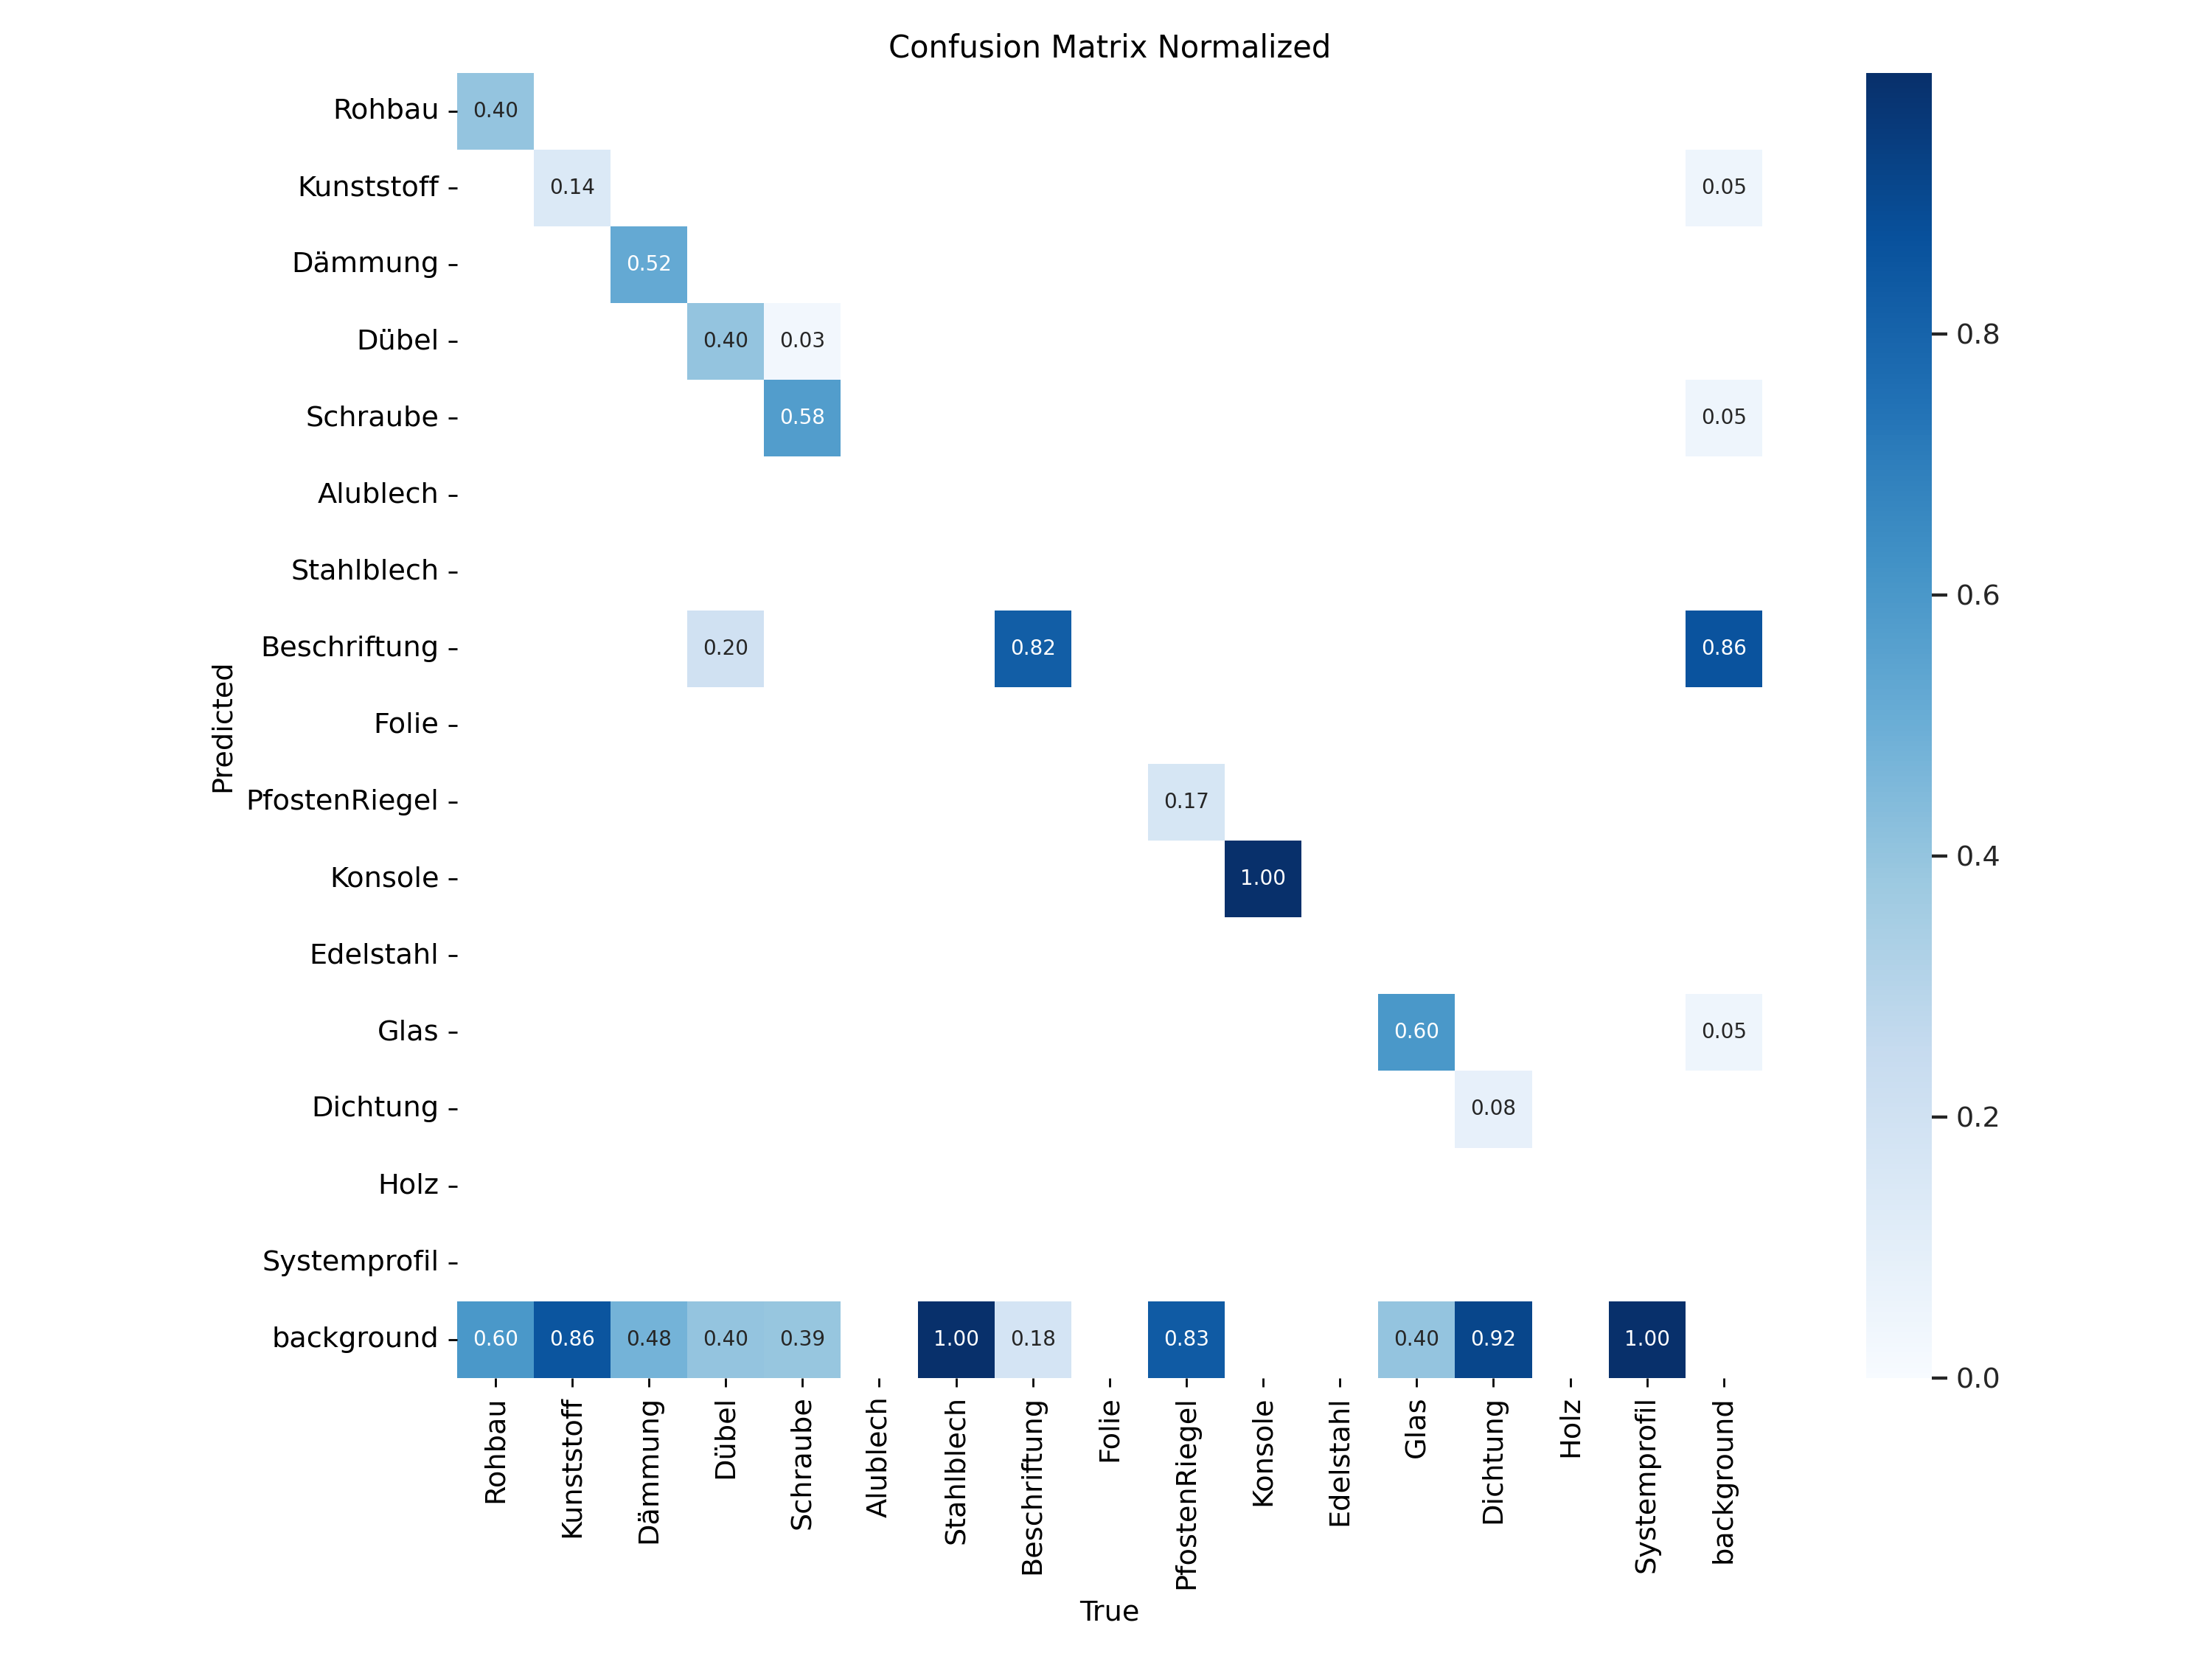 Confusion Matrix Normalized
Rohbau 0.40
Kunststoff 0.14 0.05
Dämmung 0.52
Dübel 0.40 0.03
0.8
Schraube 0.58 0.05
Alublech
Stahlblech
0.6
Beschriftung 0.20 0.82 0.86
Predicted
Folie
PfostenRiegel 0.17
0.4
Konsole 1.00
Edelstahl
Glas 0.60 0.05
Dichtung 0.08
0.2
Holz
Systemprofil
background 0.60 0.86 0.48 0.40 0.39 1.00 0.18 0.83 0.40 0.92 1.00
0.0
Rohbau
Kunststoff
Dämmung
Dübel
Schraube
Alublech
Stahlblech
Beschriftung
Folie
PfostenRiegel
Konsole
Edelstahl
Glas
Dichtung
Holz
Systemprofil
background
True